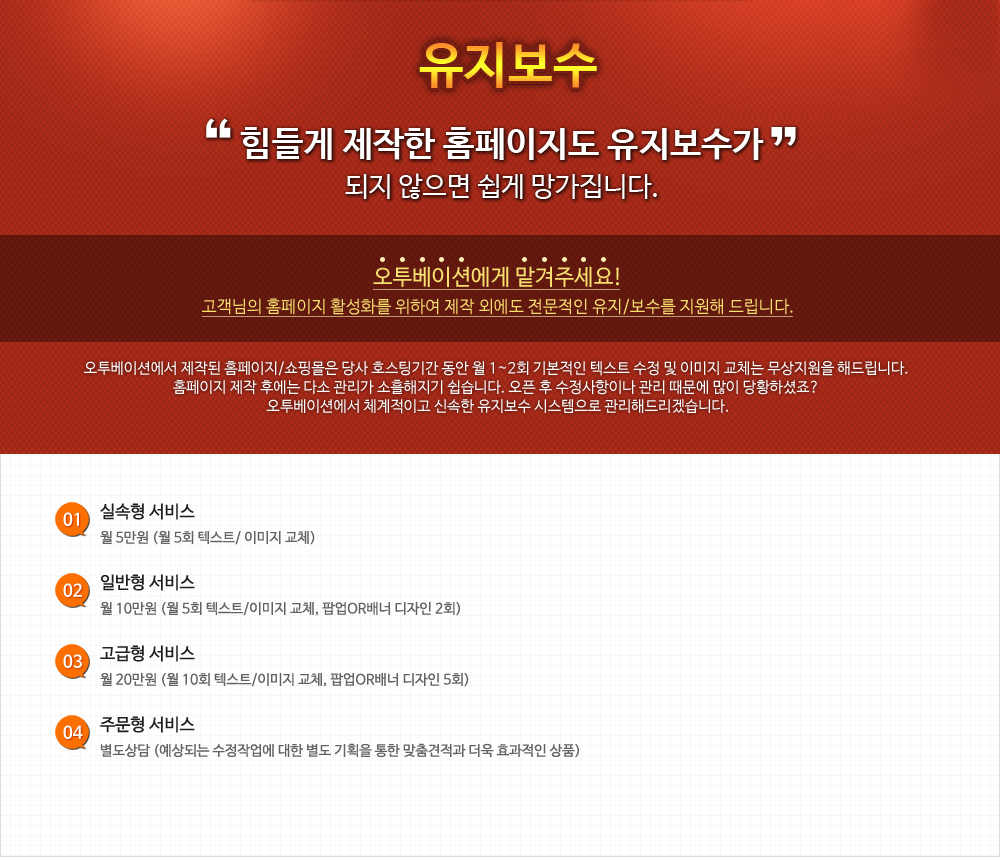 유지보수
“ 힘들게 제작한 홈페이지도 유지보수가 ”
되지 않으면 쉽게 망가집니다.
오투베이션에게 맡겨주세요!
고객님의 홈페이지 활성화를 위하여 제작 외에도 전문적인 유지/보수를 지원해 드립니다.
오투베이션에서 제작된 홈페이지/쇼핑몰은 당사 호스팅기간 동안 월 1~2회 기본적인 텍스트 수정 및 이미지 교체는 무상지원을 해드립니다.
홈페이지 제작 후에는 다소 관리가 소흘해지기 쉽습니다. 오픈 후 수정사항이나 관리 때문에 많이 당황하셨죠?
오투베이션에서 체계적이고 신속한 유지보수 시스템으로 관리해드리겠습니다.
01 실속형 서비스
월 5만원 (월 5회 텍스트/ 이미지 교체)
02 일반형 서비스
월 10만원 (월 5회 텍스트/이미지 교체, 팝업OR배너 디자인 2회)
03 고급형 서비스
월 20만원 (월 10회 텍스트/이미지 교체, 팝업OR배너 디자인 5회)
04 주문형 서비스
별도상담 (예상되는 수정작업에 대한 별도 기획을 통한 맞춤견적과 더욱 효과적인 상품)